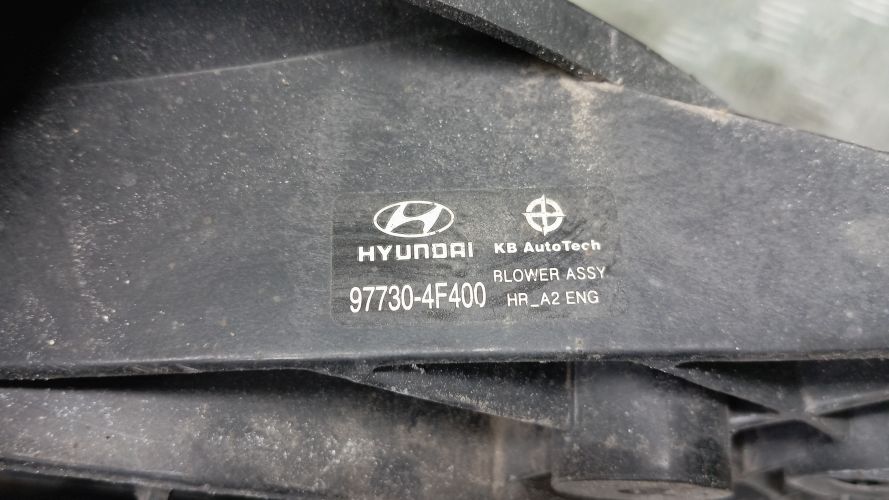 HYUNDAI KB AutoTech
BLOWER ASSY
97730-4F400 HR_A2 ENG